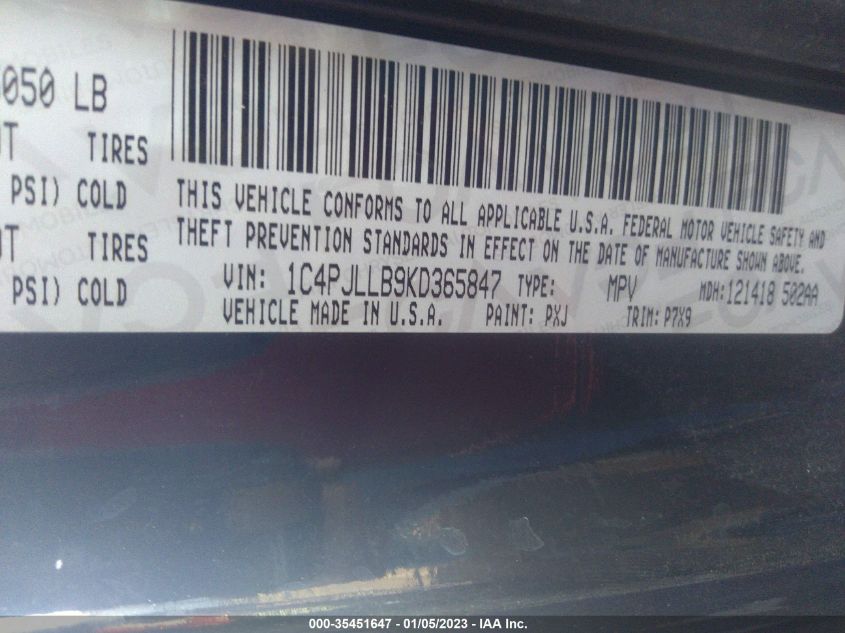 050 LB
TIRES
PSI) COLD
TIRES
PSI) COLD
THIS VEHICLE CONFORMS TO ALL APPLICABLE U.S.A. FEDERAL MOTOR VEHICLE SAFETY AND
THEFT PREVENTION STANDARDS IN EFFECT ON THE DATE OF MANUFACTURE SHOWN ABOVE.
VIN: 1C4PJLLB9KD365847 TYPE: MPV MDH: 121418 502AA
VEHICLE MADE IN U.S.A. PAINT: PXJ TRIM: P7X9
000-35451647 - 01/05/2023 - IAA Inc.